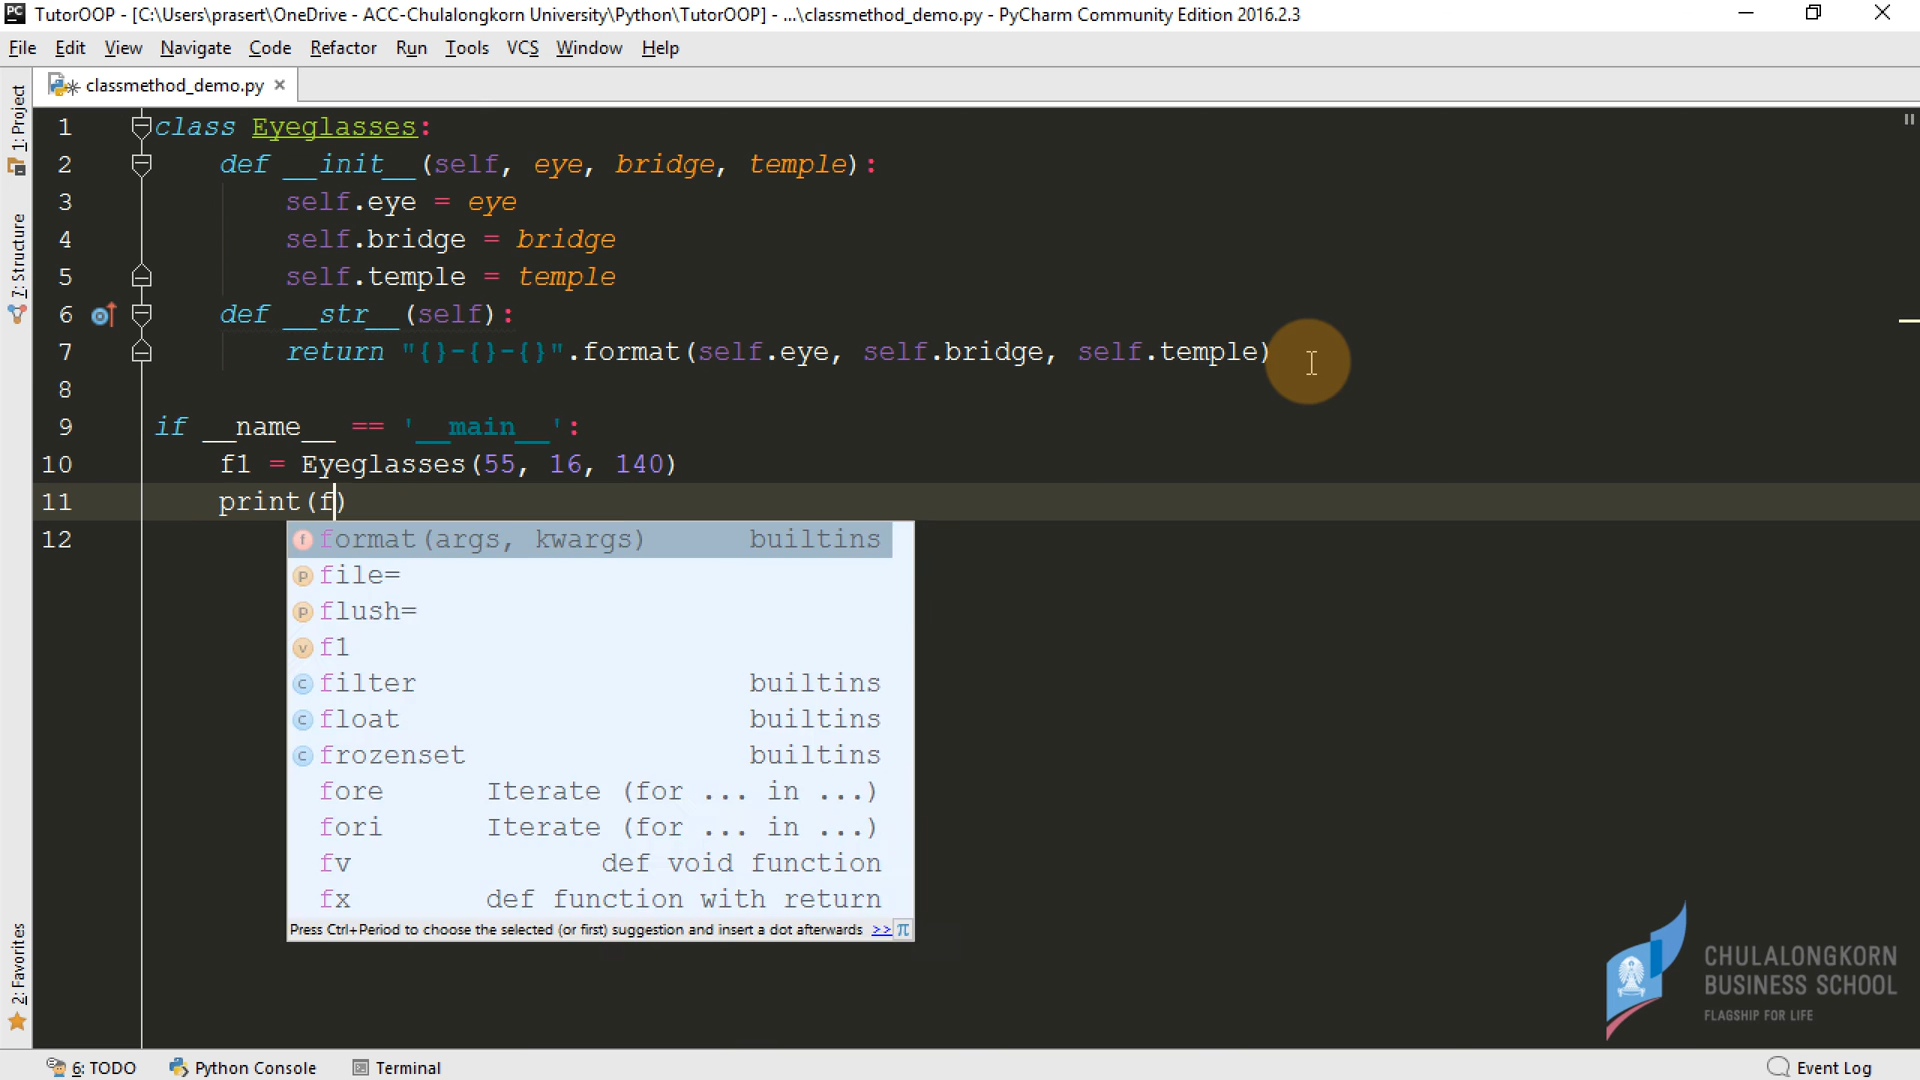 PC TutorOOP - [C:\Users\prasert\OneDrive - ACC-Chulalongkorn University\Python\TutorOOP] - ...\classmethod_demo.py - PyCharm Community Edition 2016.2.3
File Edit View Navigate Code Refactor Run Tools VCS Window Help
classmethod_demo.py
1: Project
7: Structure
2: Favorites
1 class Eyeglasses:
2 def __init__(self, eye, bridge, temple):
3 self.eye = eye
4 self.bridge = bridge
5 self.temple = temple
6 def __str__(self):
7 return "{}-{}-{}".format(self.eye, self.bridge, self.temple)
8
9 if __name__ == '__main__':
10 f1 = Eyeglasses(55, 16, 140)
11 print(f)
12
f format(args, kwargs) builtins
p file=
p flush=
v f1
c filter builtins
c float builtins
c frozenset builtins
fore Iterate (for ... in ...)
fori Iterate (for ... in ...)
fv def void function
fx def function with return
Press Ctrl+Period to choose the selected (or first) suggestion and insert a dot afterwards >> π
CHULALONGKORN
BUSINESS SCHOOL
FLAGSHIP FOR LIFE
6: TODO Python Console Terminal Event Log